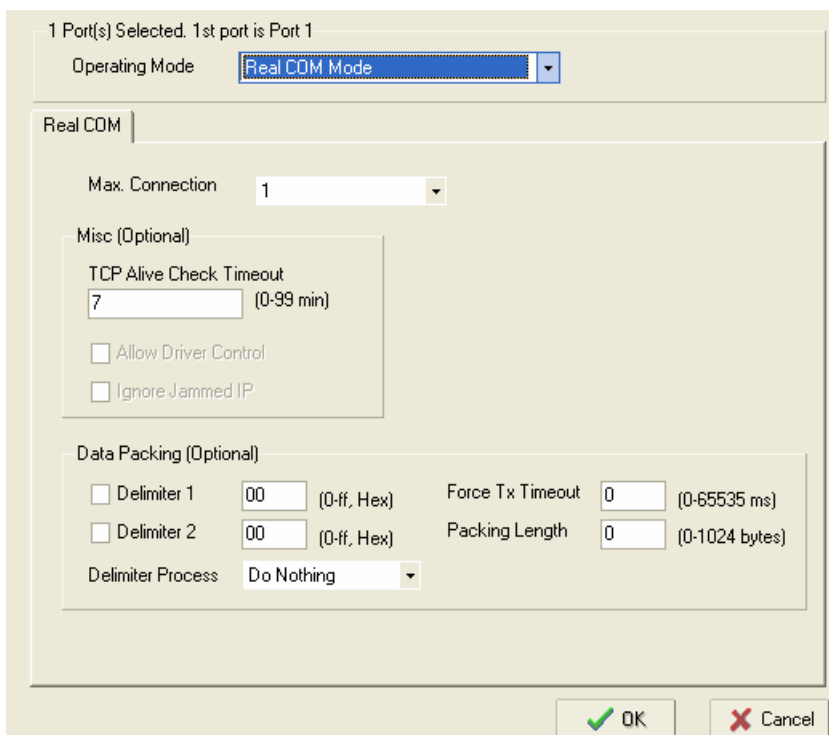 1 Port(s) Selected. 1st port is Port 1
Operating Mode Real COM Mode
Real COM
Max. Connection 1
Misc (Optional)
TCP Alive Check Timeout
7 (0-99 min)
Allow Driver Control
Ignore Jammed IP
Data Packing (Optional)
Delimiter 1 00 (0-ff, Hex) Force Tx Timeout 0 (0-65535 ms)
Delimiter 2 00 (0-ff, Hex) Packing Length 0 (0-1024 bytes)
Delimiter Process Do Nothing
OK Cancel